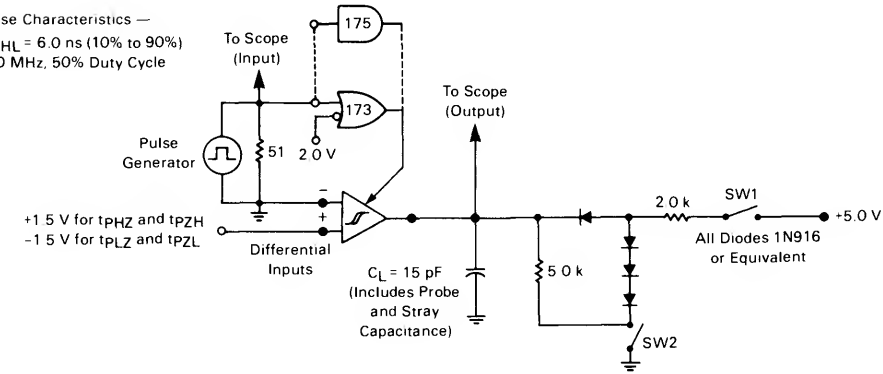 se Characteristics —
HL = 6.0 ns (10% to 90%)
0 MHz, 50% Duty Cycle
175
To Scope
(Input)
173
To Scope
(Output)
Pulse
Generator
51
2 0 V
2 0 k
SW1
+5.0 V
+1 5 V for tPHZ and tPZH
−1 5 V for tPLZ and tPZL
−
+
Differential
Inputs
All Diodes 1N916
or Equivalent
CL = 15 pF
(Includes Probe
and Stray
Capacitance)
5 0 k
SW2